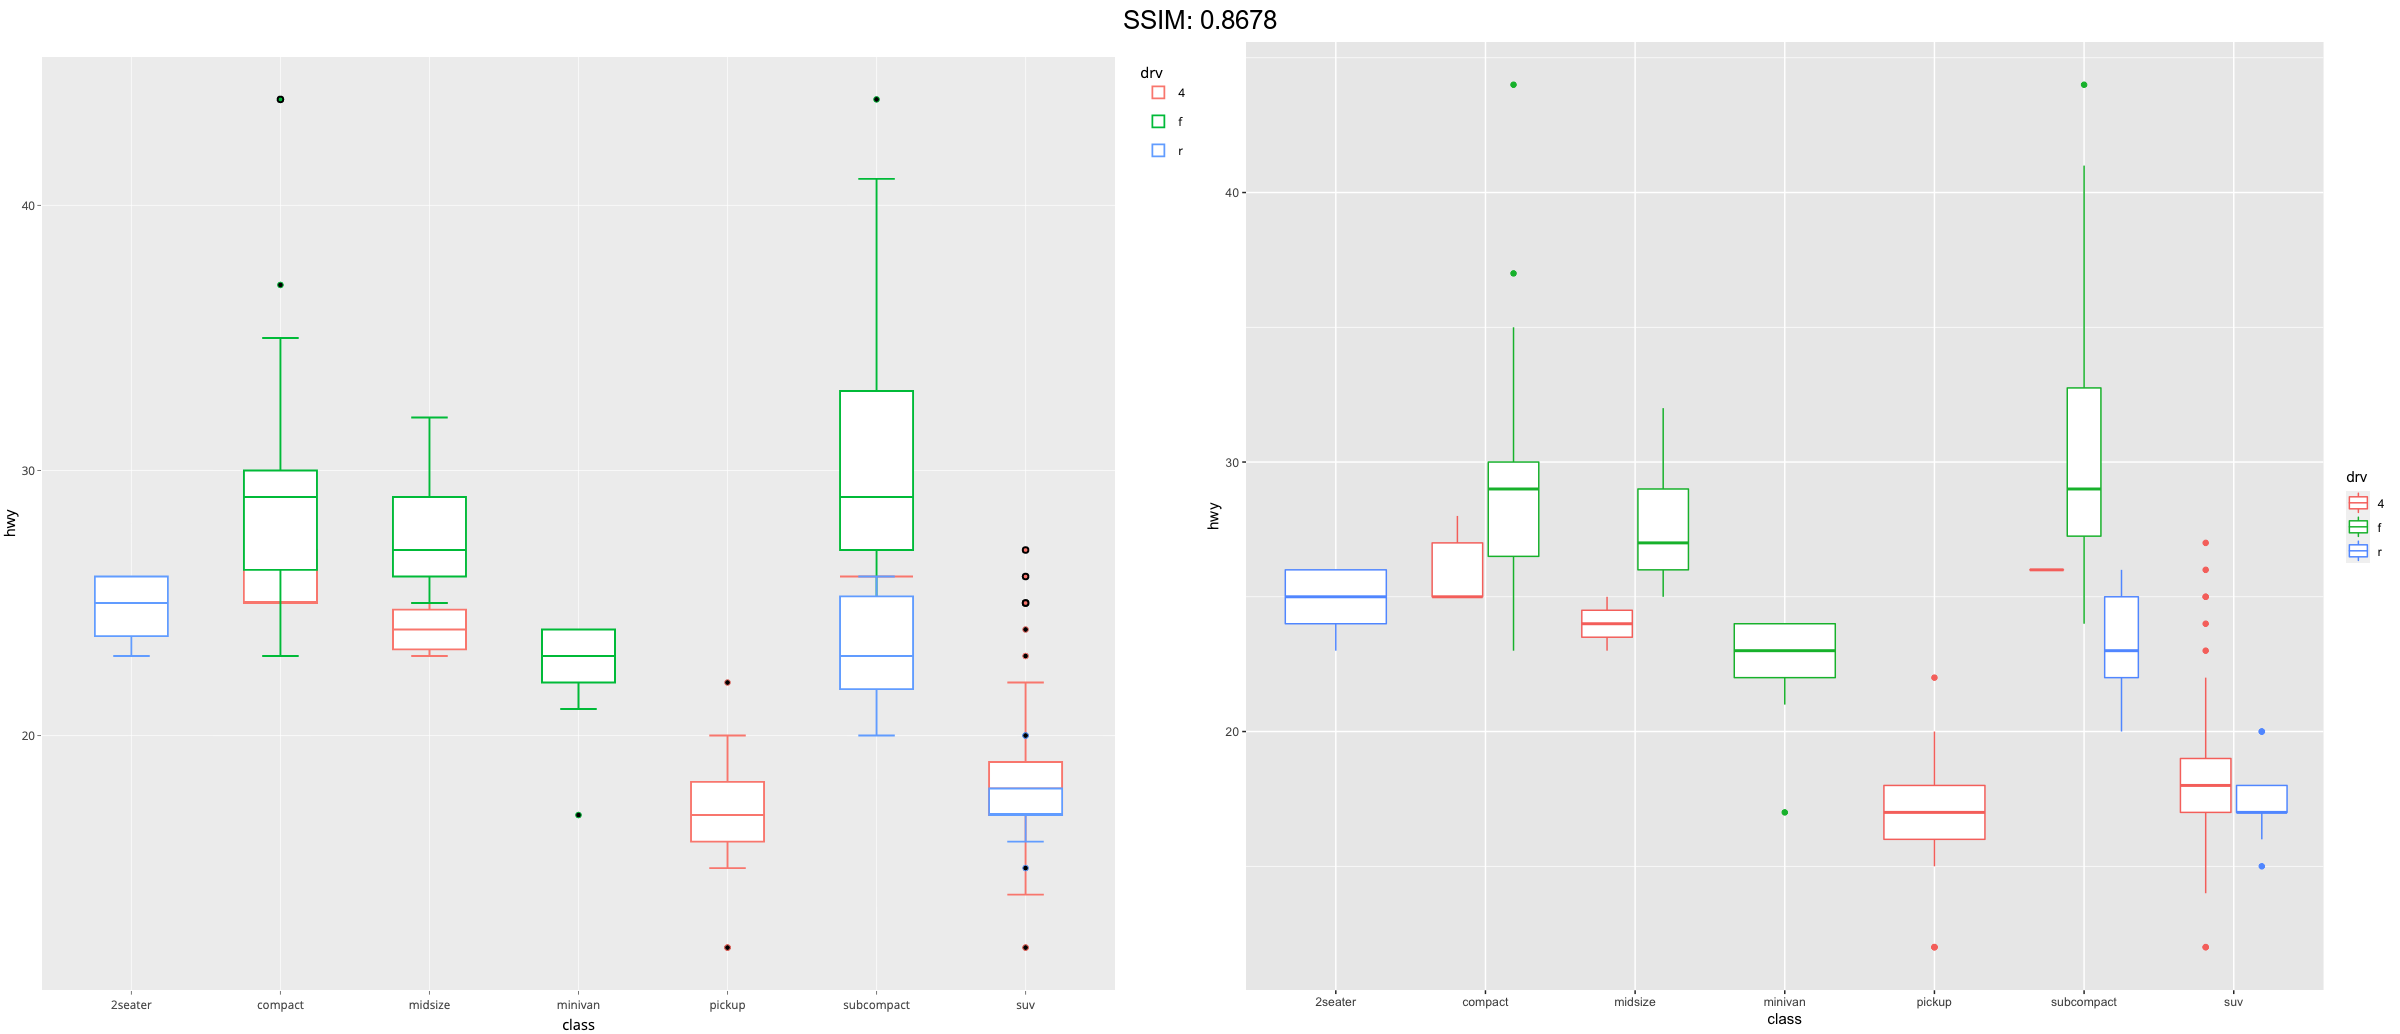 SSIM: 0.8678
hwy
40
30
20
2seater compact midsize minivan pickup subcompact suv
class
drv
4
f
r
hwy
40
30
20
2seater compact midsize minivan pickup subcompact suv
class
drv
4
f
r